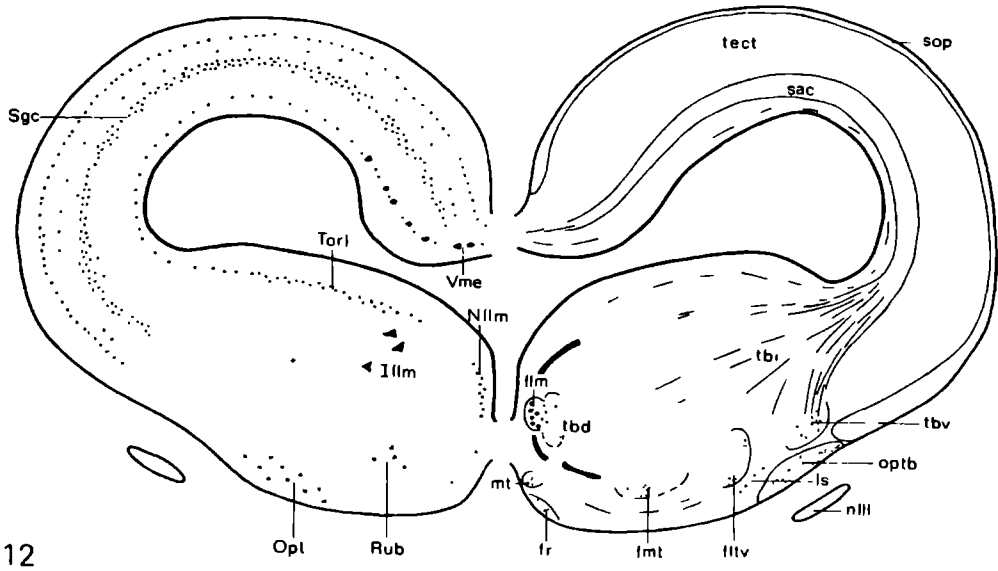 tect
sop
sac
Sgc
Torl
Vme
Nflm
Iflm
tbi
flm
tbd
tbv
optb
mt
ls
nIII
Opt
Rub
fr
fmt
fltv
12